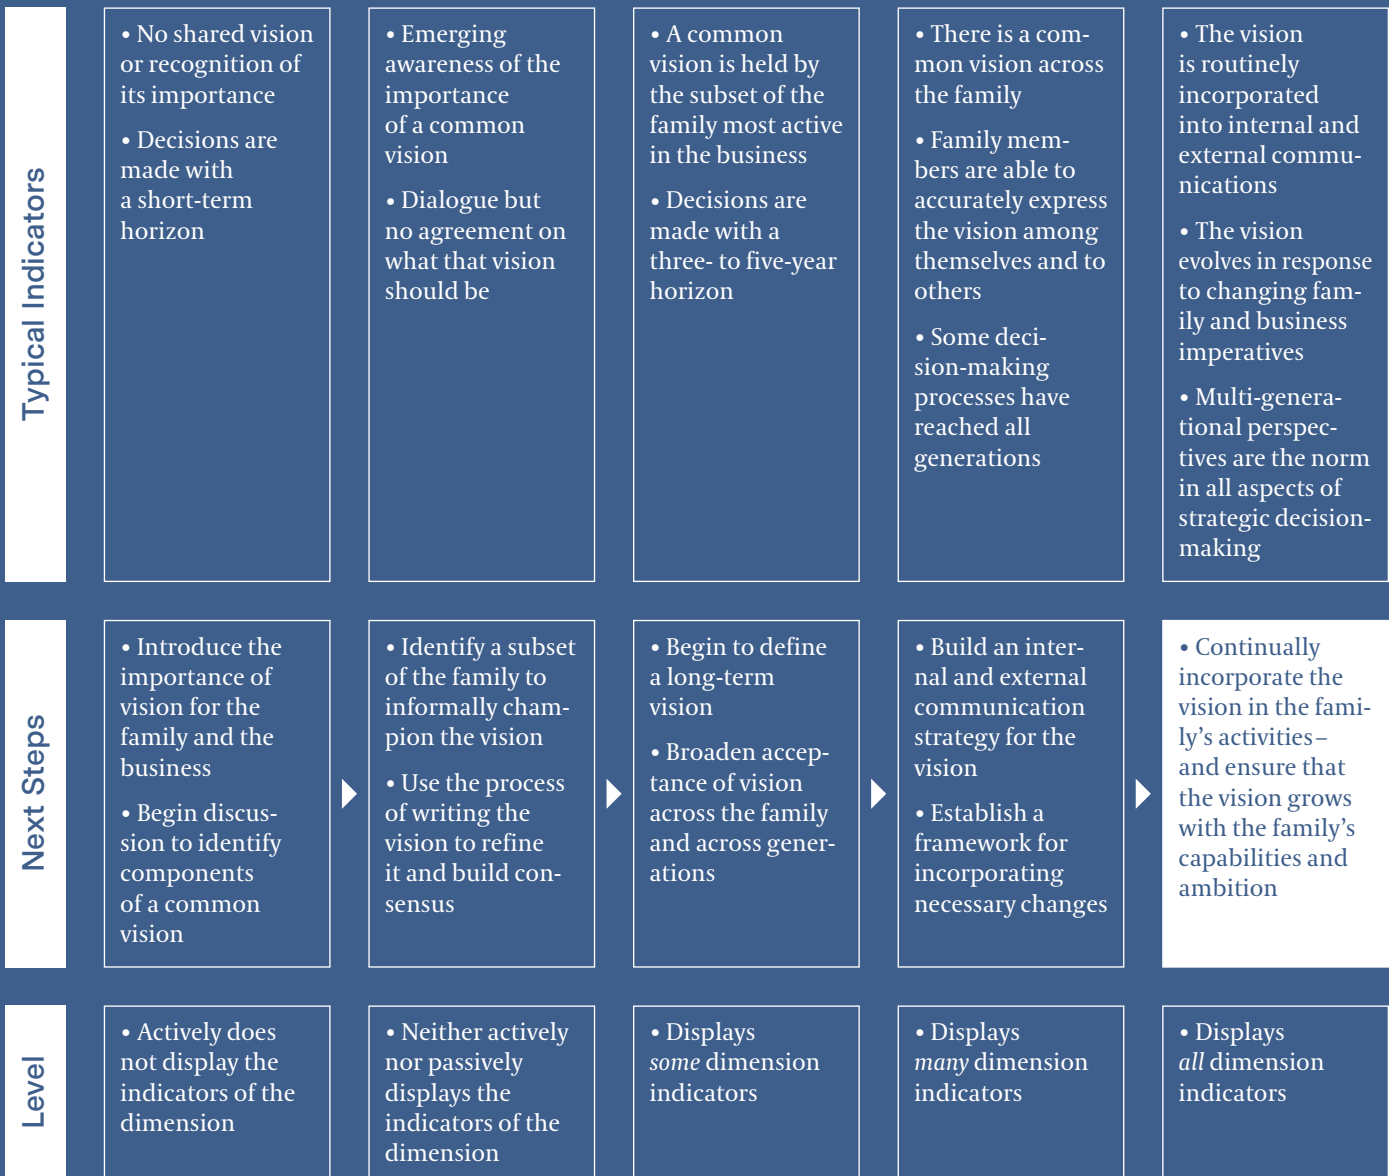 Typical Indicators
• No shared vision
or recognition of
its importance
• Decisions are
made with
a short-term
horizon
• Emerging
awareness of the
importance
of a common
vision
• Dialogue but
no agreement on
what that vision
should be
• A common
vision is held by
the subset of the
family most active
in the business
• Decisions are
made with a
three- to five-year
horizon
• There is a com-
mon vision across
the family
• Family mem-
bers are able to
accurately express
the vision among
themselves and to
others
• Some deci-
sion-making
processes have
reached all
generations
• The vision
is routinely
incorporated
into internal and
external commu-
nications
• The vision
evolves in response
to changing fam-
ily and business
imperatives
• Multi-genera-
tional perspec-
tives are the norm
in all aspects of
strategic decision-
making
Next Steps
• Introduce the
importance of
vision for the
family and the
business
• Begin discus-
sion to identify
components
of a common
vision
• Identify a subset
of the family to
informally cham-
pion the vision
• Use the process
of writing the
vision to refine
it and build con-
sensus
• Begin to define
a long-term
vision
• Broaden accep-
tance of vision
across the family
and across gener-
ations
• Build an inter-
nal and external
communication
strategy for the
vision
• Establish a
framework for
incorporating
necessary changes
• Continually
incorporate the
vision in the fami-
ly’s activities–
and ensure that
the vision grows
with the family’s
capabilities and
ambition
Level
• Actively does
not display the
indicators of the
dimension
• Neither actively
nor passively
displays the
indicators of the
dimension
• Displays
some dimension
indicators
• Displays
many dimension
indicators
• Displays
all dimension
indicators